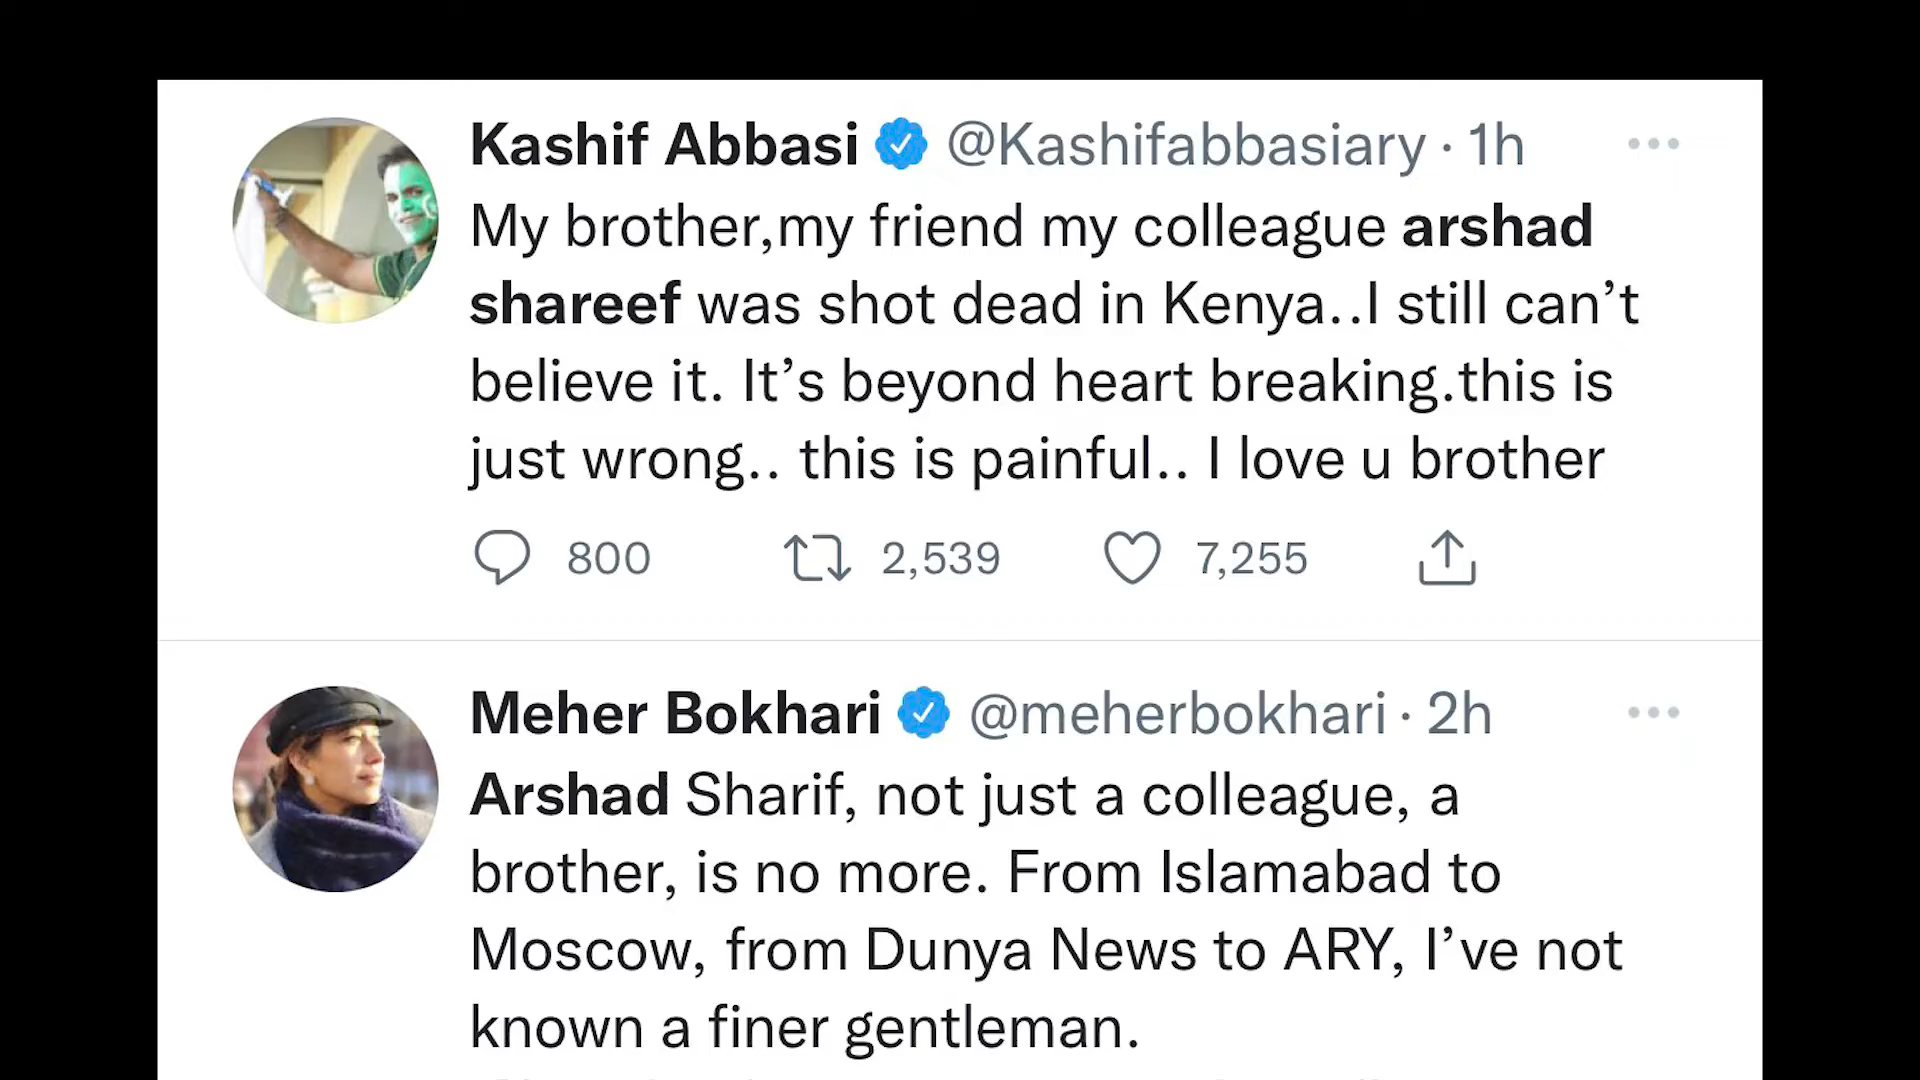 Kashif Abbasi @Kashifabbasiary · 1h
My brother,my friend my colleague arshad
shareef was shot dead in Kenya..I still can’t
believe it. It’s beyond heart breaking.this is
just wrong.. this is painful.. I love u brother
800 2,539 7,255
Meher Bokhari @meherbokhari · 2h
Arshad Sharif, not just a colleague, a
brother, is no more. From Islamabad to
Moscow, from Dunya News to ARY, I’ve not
known a finer gentleman.